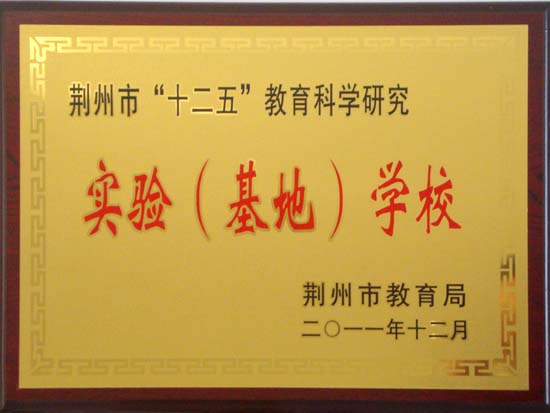 荆州市“十二五”教育科学研究
实验（基地）学校
荆州市教育局
二〇一一年十二月